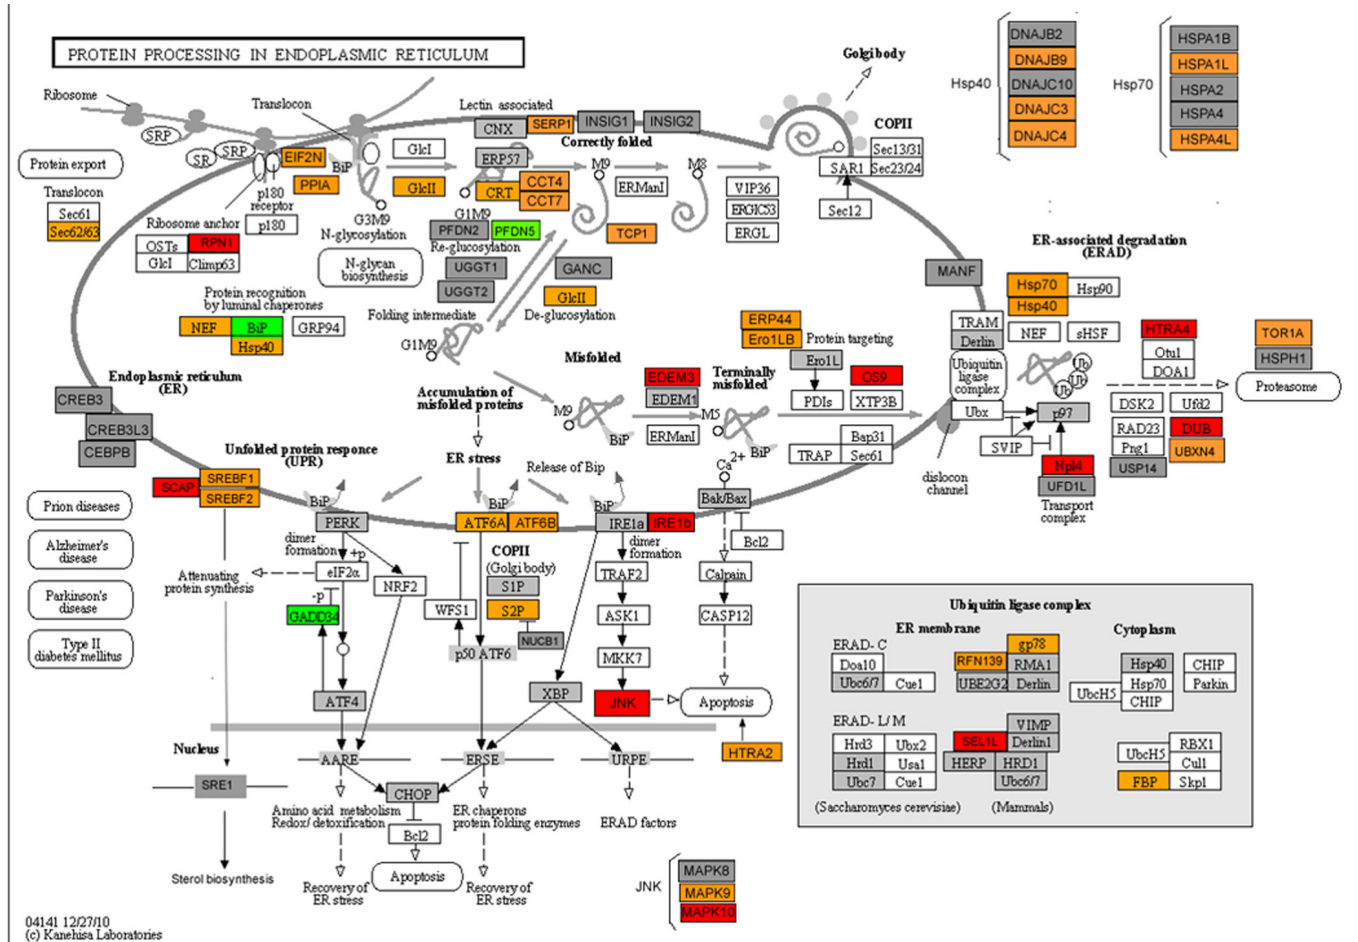 PROTEIN PROCESSING IN ENDOPLASMIC RETICULUM
Golgi body
Hsp40
DNAJB2
DNAJB9
DNAJC10
DNAJC3
DNAJC4
Hsp70
HSPA1B
HSPA1L
HSPA2
HSPA4
HSPA4L
Ribosome
Translocon
Lectin associated
CNX
SERP1
INSIG1
INSIG2
Correctly folded
COPII
Sec13/31
SAR1
Sec23/24
Sec12
SRP
SR
SRP
EIF2N
BiP
PPIA
GlcI
GlcII
ERP57
CRT
CCT4
CCT7
M9
ERManI
M8
VIP36
ERGIC53
ERGL
Protein export
Translocon
Sec61
Sec62/63
p180
receptor
p180
Ribosome anchor
OSTs
RPN1
GlcI
Climp63
G3M9
N-glycosylation
N-glycan
biosynthesis
G1M9
PFDN2
PFDN5
Re-glucosylation
UGGT1
UGGT2
TCP1
GANC
GlcII
De-glucosylation
MANF
ER-associated degradation
(ERAD)
Hsp70
Hsp90
Hsp40
NEF
sHSF
TRAM
Derlin
Ubiquitin
ligase
complex
Ub
Ub
Ub
HTRA4
Otu1
DOA1
TOR1A
HSPH1
Proteasome
Protein recognition
by luminal chaperones
NEF
BiP
Hsp40
GRP94
Folding intermediate
G1M9
Endoplasmic reticulum
(ER)
CREB3
CREB3L3
CEBPB
Accumulation of
misfolded proteins
Misfolded
M9
BiP
EDEM3
EDEM1
ERManI
M5
Terminally
misfolded
BiP
ERP44
Ero1LB
Protein targeting
Ero1L
OS9
PDIs
XTP3B
TRAP
Bap31
Sec61
Ubx
p97
SVIP
Npl4
UFD1L
Transport
complex
dislocon
channel
DSK2
Ufd2
RAD23
DUB
Png1
UBXN4
USP14
Unfolded protein responce
(UPR)
ER stress
Release of Bip
SCAP
SREBF1
SREBF2
BiP
PERK
dimer
formation
+p
eIF2α
NRF2
-p
GADD34
ATF4
Attenuating
protein synthesis
BiP
ATF6A
ATF6B
COPII
(Golgi body)
S1P
S2P
NUCB1
WFS1
p50 ATF6
BiP
IRE1a
IRE1b
dimer
formation
TRAF2
ASK1
MKK7
JNK
XBP
Ca2+
Bak/Bax
Bcl2
Calpain
CASP12
Apoptosis
HTRA2
Prion diseases
Alzheimer's
disease
Parkinson's
disease
Type II
diabetes mellitus
Nucleus
SRE1
Sterol biosynthesis
AARE
ERSE
URPE
CHOP
Amino acid metabolism
Redox/ detoxification
ER chaperons
protein folding enzymes
ERAD factors
Bcl2
Apoptosis
Recovery of
ER stress
Recovery of
ER stress
Ubiquitin ligase complex
ER membrane
Cytoplasm
ERAD- C
Doa10
Ubc6/7
Cue1
RFN139
gp78
RMA1
UBE2G2
Derlin
Hsp40
Hsp70
UbcH5
CHIP
CHIP
Parkin
ERAD- L/ M
Hrd3
Ubx2
Hrd1
Usa1
Ubc7
Cue1
SEL1L
VIMP
Derlin1
HERP
HRD1
Ubc6/7
UbcH5
RBX1
Cul1
FBP
Skp1
(Saccharomyces cerevisiae)
(Mammals)
JNK
MAPK8
MAPK9
MAPK10
04141 12/27/10
(c) Kanehisa Laboratories